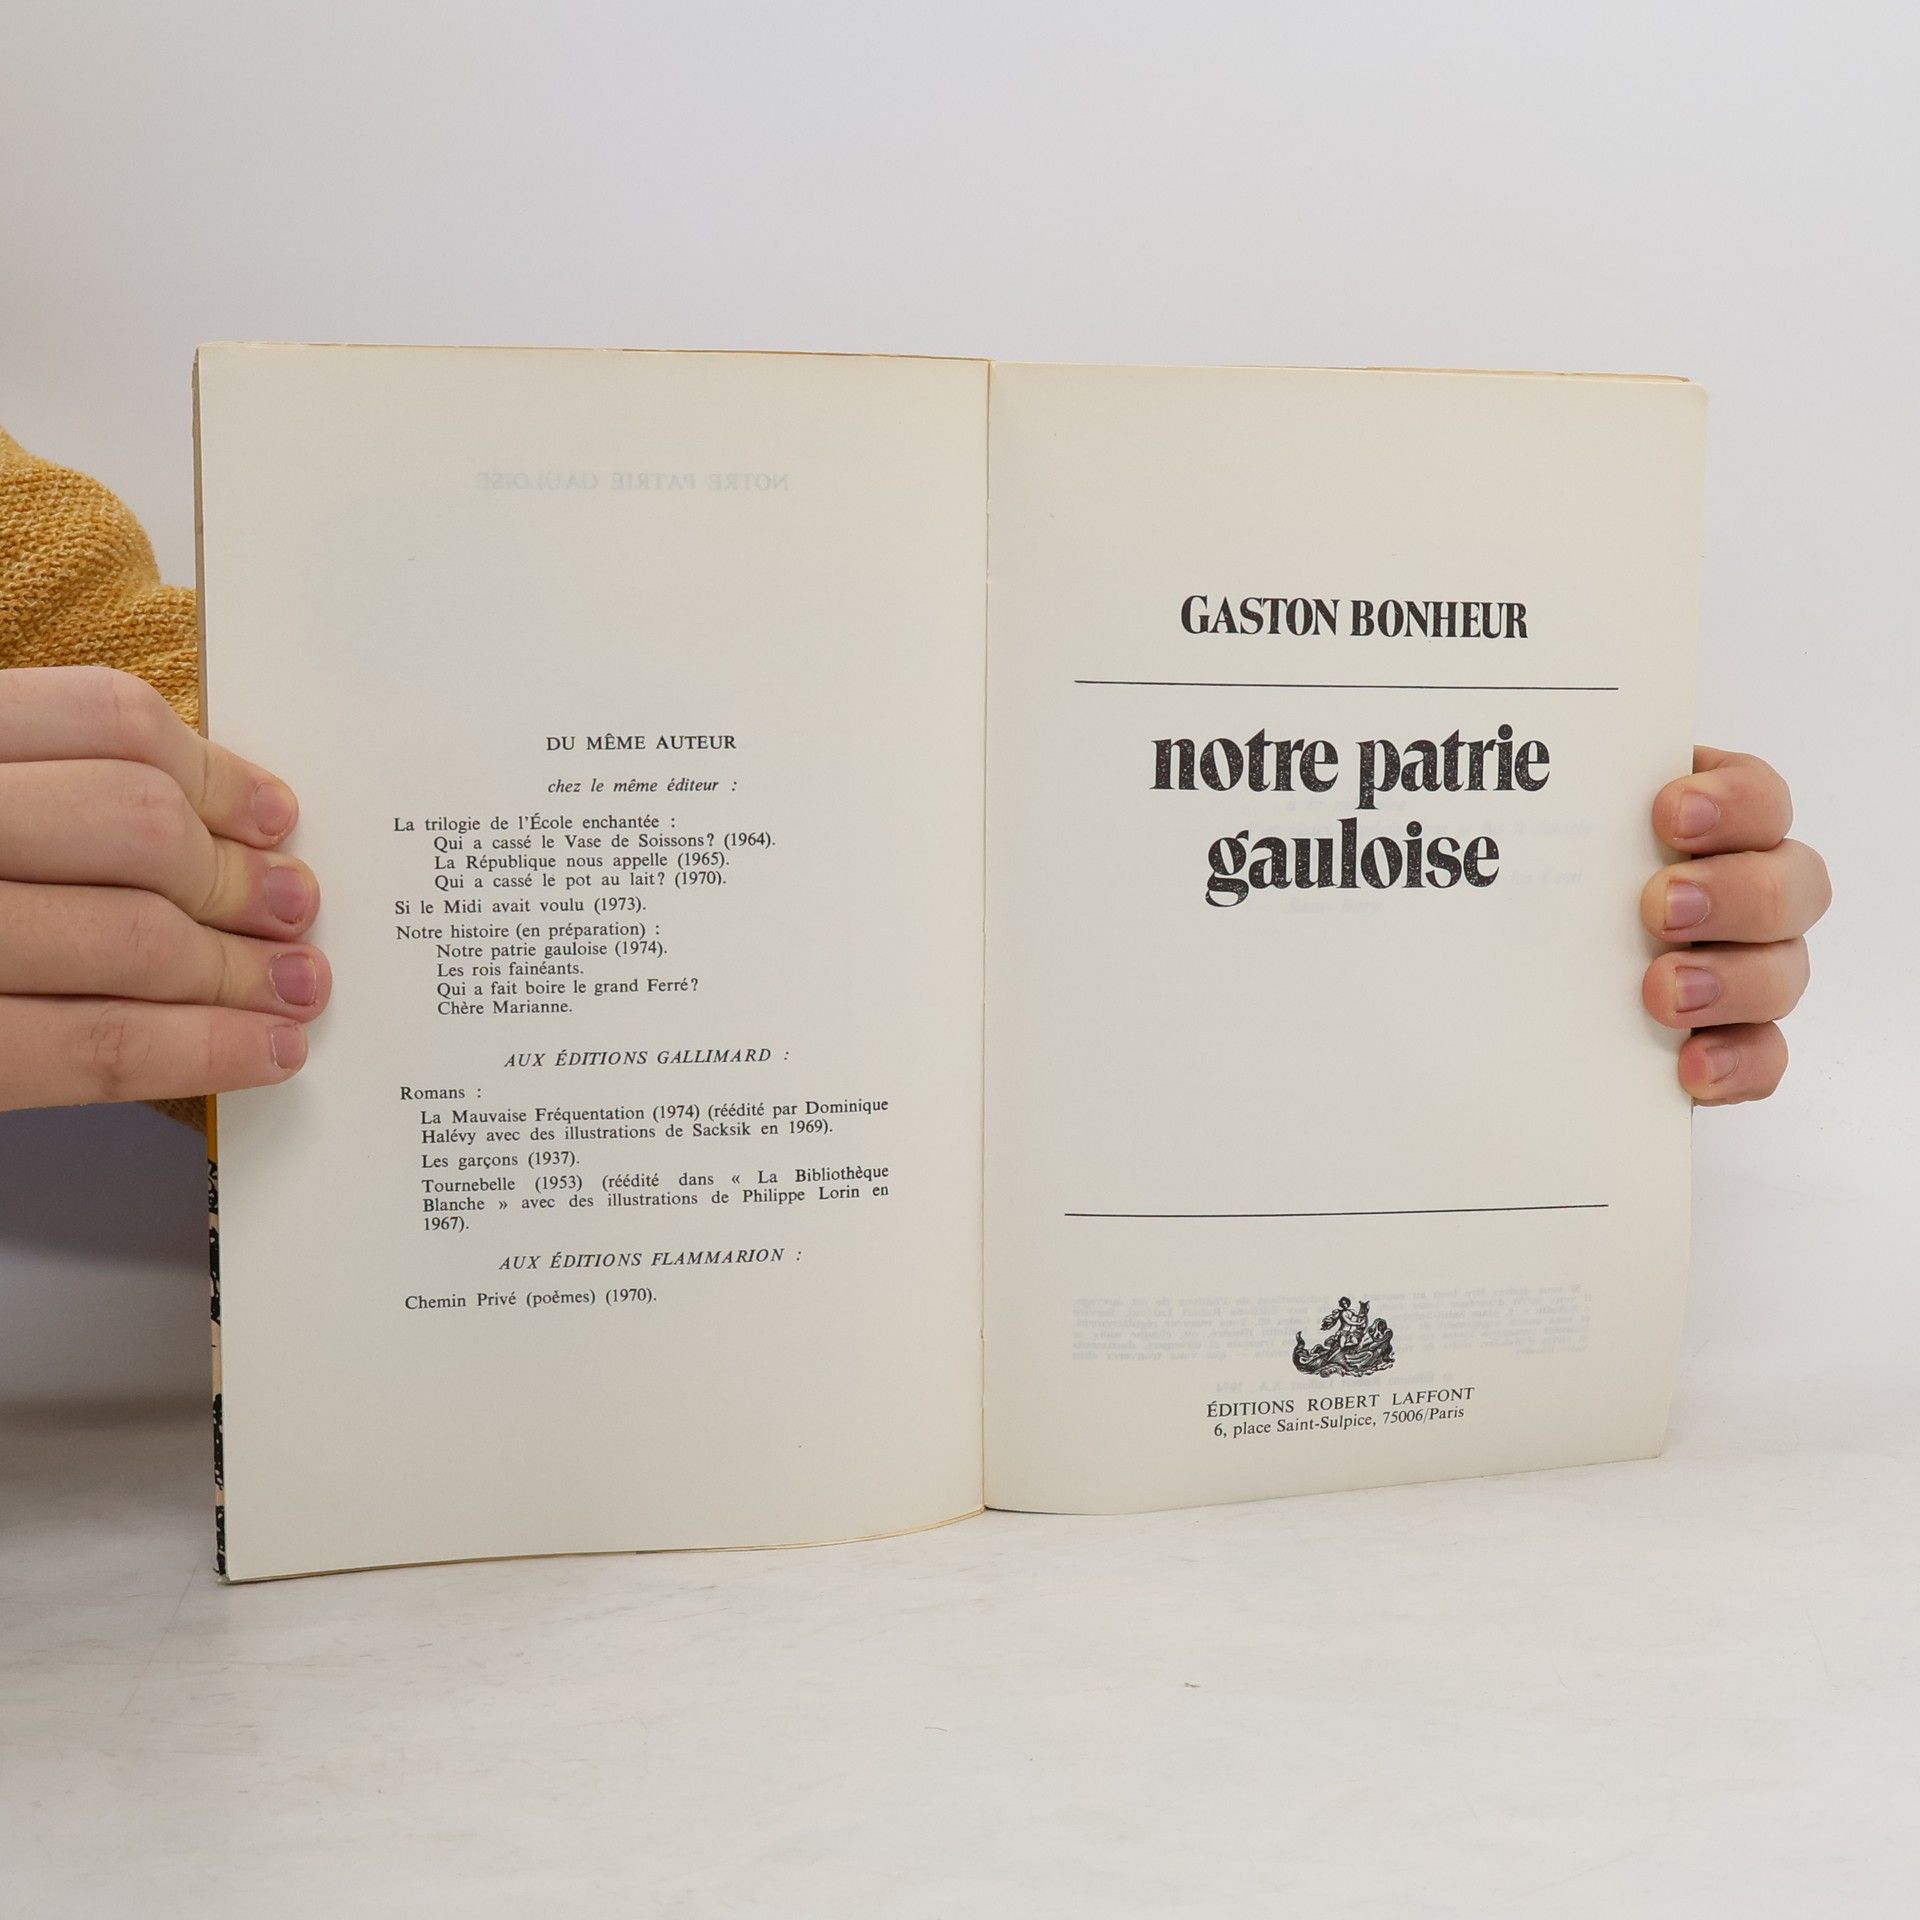 NOTRE PATRIE GAULOISE
DU MÊME AUTEUR
chez le même éditeur :
La trilogie de l'École enchantée :
Qui a cassé le Vase de Soissons? (1964).
La République nous appelle (1965).
Qui a cassé le pot au lait? (1970).
Si le Midi avait voulu (1973).
Notre histoire (en préparation) :
Notre patrie gauloise (1974).
Les rois fainéants.
Qui a fait boire le grand Ferré?
Chère Marianne.
AUX ÉDITIONS GALLIMARD :
Romans :
La Mauvaise Fréquentation (1974) (réédité par Dominique
Halévy avec des illustrations de Sacksik en 1969).
Les garçons (1937).
Tournebelle (1953) (réédité dans « La Bibliothèque
Blanche » avec des illustrations de Philippe Lorin en
1967).
AUX ÉDITIONS FLAMMARION :
Chemin Privé (poèmes) (1970).
GASTON BONHEUR
notre patrie
gauloise
ÉDITIONS ROBERT LAFFONT
6, place Saint-Sulpice, 75006/Paris